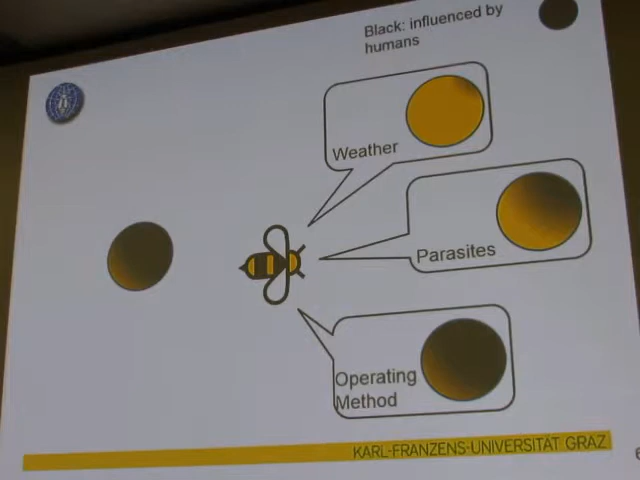 Black: influenced by
humans
Weather
Parasites
Operating
Method
KARL-FRANZENS-UNIVERSITÄT GRAZ